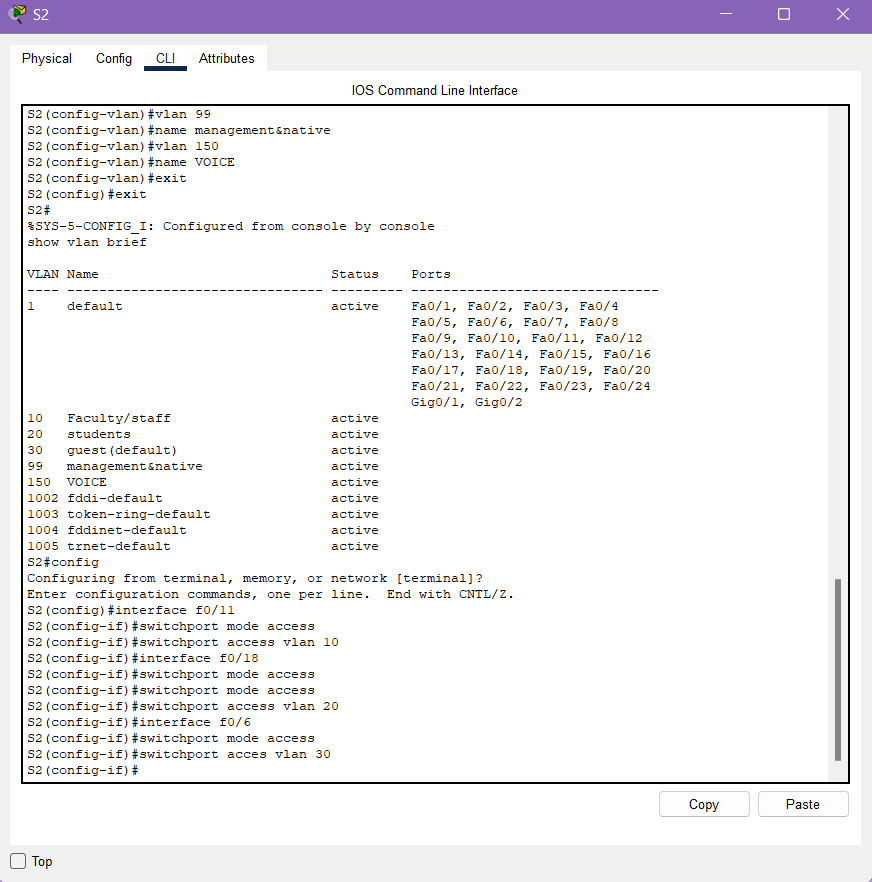 S2
Physical Config CLI Attributes
IOS Command Line Interface
S2(config-vlan)#vlan 99
S2(config-vlan)#name management&native
S2(config-vlan)#vlan 150
S2(config-vlan)#name VOICE
S2(config-vlan)#exit
S2(config)#exit
S2#
%SYS-5-CONFIG_I: Configured from console by console
show vlan brief
VLAN Name                             Status    Ports
---- -------------------------------- --------- -------------------------------
1    default                          active    Fa0/1, Fa0/2, Fa0/3, Fa0/4
                                                Fa0/5, Fa0/6, Fa0/7, Fa0/8
                                                Fa0/9, Fa0/10, Fa0/11, Fa0/12
                                                Fa0/13, Fa0/14, Fa0/15, Fa0/16
                                                Fa0/17, Fa0/18, Fa0/19, Fa0/20
                                                Fa0/21, Fa0/22, Fa0/23, Fa0/24
                                                Gig0/1, Gig0/2
10   Faculty/staff                    active
20   students                         active
30   guest(default)                   active
99   management&native                active
150  VOICE                            active
1002 fddi-default                     active
1003 token-ring-default               active
1004 fddinet-default                  active
1005 trnet-default                    active
S2#config
Configuring from terminal, memory, or network [terminal]?
Enter configuration commands, one per line.  End with CNTL/Z.
S2(config)#interface f0/11
S2(config-if)#switchport mode access
S2(config-if)#switchport access vlan 10
S2(config-if)#interface f0/18
S2(config-if)#switchport mode access
S2(config-if)#switchport mode access
S2(config-if)#switchport access vlan 20
S2(config-if)#interface f0/6
S2(config-if)#switchport mode access
S2(config-if)#switchport acces vlan 30
S2(config-if)#
Copy Paste
Top